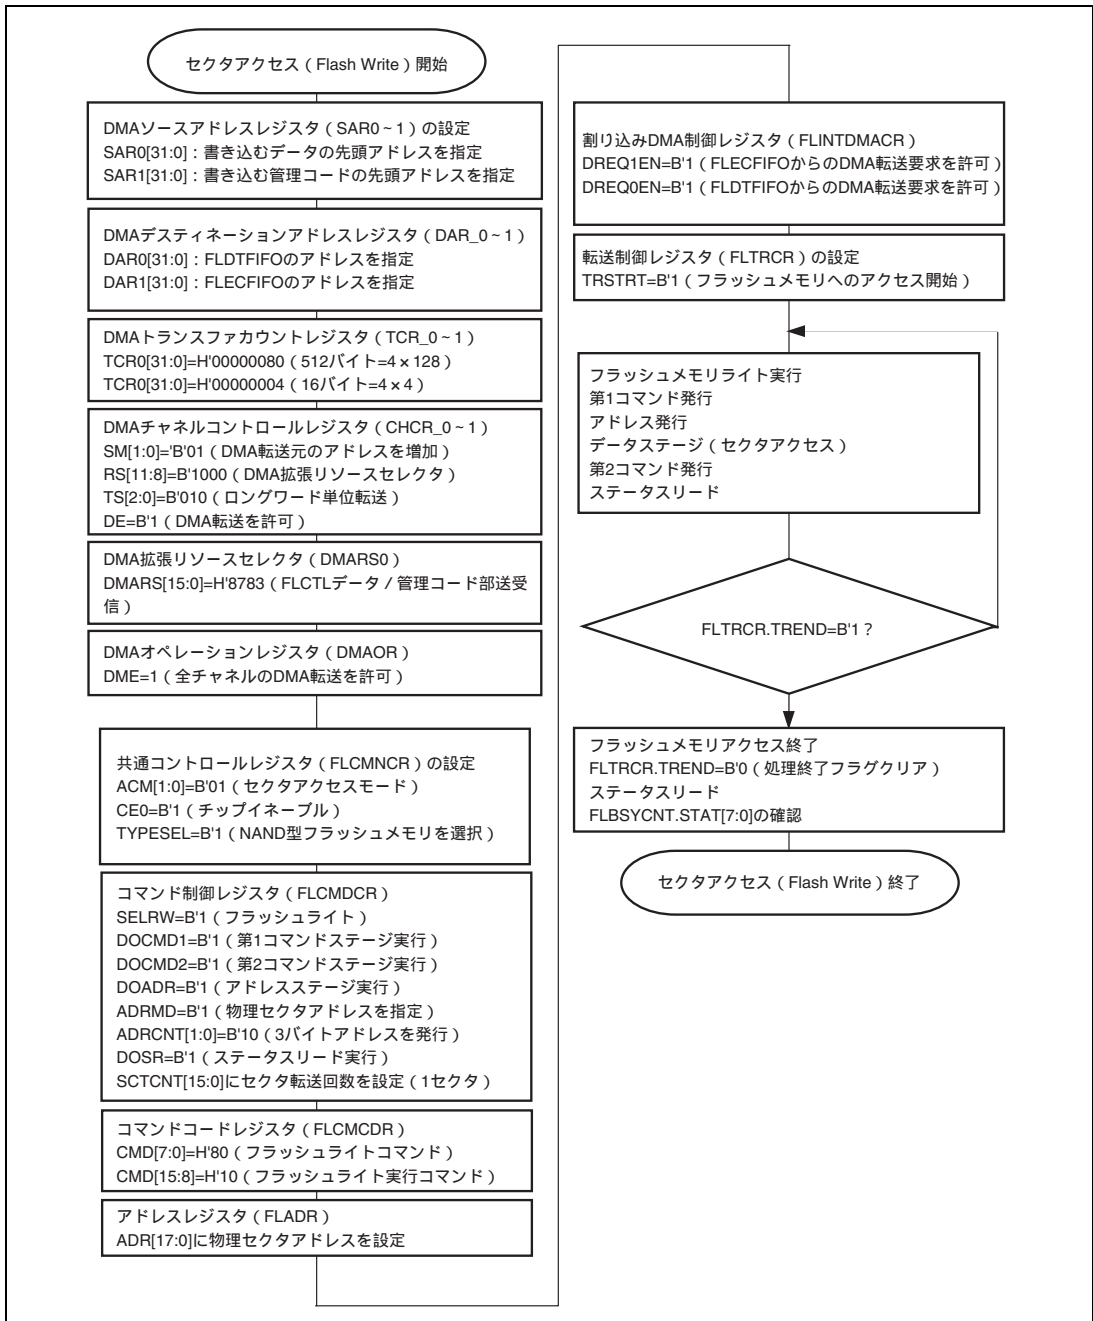 セクタアクセス（Flash Write）開始
DMAソースアドレスレジスタ（SAR0～1）の設定
SAR0[31:0]：書き込むデータの先頭アドレスを指定
SAR1[31:0]：書き込む管理コードの先頭アドレスを指定
DMAデスティネーションアドレスレジスタ（DAR_0～1）
DAR0[31:0]：FLDTFIFOのアドレスを指定
DAR1[31:0]：FLECFIFOのアドレスを指定
DMAトランスファカウントレジスタ（TCR_0～1）
TCR0[31:0]=H'00000080（512バイト=4×128）
TCR0[31:0]=H'00000004（16バイト=4×4）
DMAチャネルコントロールレジスタ（CHCR_0～1）
SM[1:0]='B'01（DMA転送元のアドレスを増加）
RS[11:8]=B'1000（DMA拡張リソースセレクタ）
TS[2:0]=B'010（ロングワード単位転送）
DE=B'1（DMA転送を許可）
DMA拡張リソースセレクタ（DMARS0）
DMARS[15:0]=H'8783（FLCTLデータ／管理コード部送受
信）
DMAオペレーションレジスタ（DMAOR）
DME=1（全チャネルのDMA転送を許可）
共通コントロールレジスタ（FLCMNCR）の設定
ACM[1:0]=B'01（セクタアクセスモード）
CE0=B'1（チップイネーブル）
TYPESEL=B'1（NAND型フラッシュメモリを選択）
コマンド制御レジスタ（FLCMDCR）
SELRW=B'1（フラッシュライト）
DOCMD1=B'1（第1コマンドステージ実行）
DOCMD2=B'1（第2コマンドステージ実行）
DOADR=B'1（アドレスステージ実行）
ADRMD=B'1（物理セクタアドレスを指定）
ADRCNT[1:0]=B'10（3バイトアドレスを発行）
DOSR=B'1（ステータスリード実行）
SCTCNT[15:0]にセクタ転送回数を設定（1セクタ）
コマンドコードレジスタ（FLCMCDR）
CMD[7:0]=H'80（フラッシュライトコマンド）
CMD[15:8]=H'10（フラッシュライト実行コマンド）
アドレスレジスタ（FLADR）
ADR[17:0]に物理セクタアドレスを設定
割り込みDMA制御レジスタ（FLINTDMACR）
DREQ1EN=B'1（FLECFIFOからのDMA転送要求を許可）
DREQ0EN=B'1（FLDTFIFOからのDMA転送要求を許可）
転送制御レジスタ（FLTRCR）の設定
TRSTRT=B'1（フラッシュメモリへのアクセス開始）
フラッシュメモリライト実行
第1コマンド発行
アドレス発行
データステージ（セクタアクセス）
第2コマンド発行
ステータスリード
FLTRCR.TREND=B'1？
フラッシュメモリアクセス終了
FLTRCR.TREND=B'0（処理終了フラグクリア）
ステータスリード
FLBSYCNT.STAT[7:0]の確認
セクタアクセス（Flash Write）終了